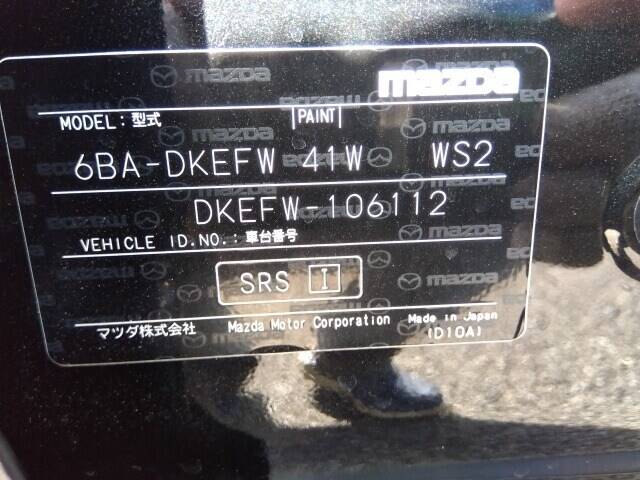 mazda
MODEL:型式 PAINT
6BA-DKEFW 41W WS2
DKEFW-106112
VEHICLE ID.NO.:車台番号
SRS I
マツダ株式会社 Mazda Motor Corporation Made in Japan
(D10A)